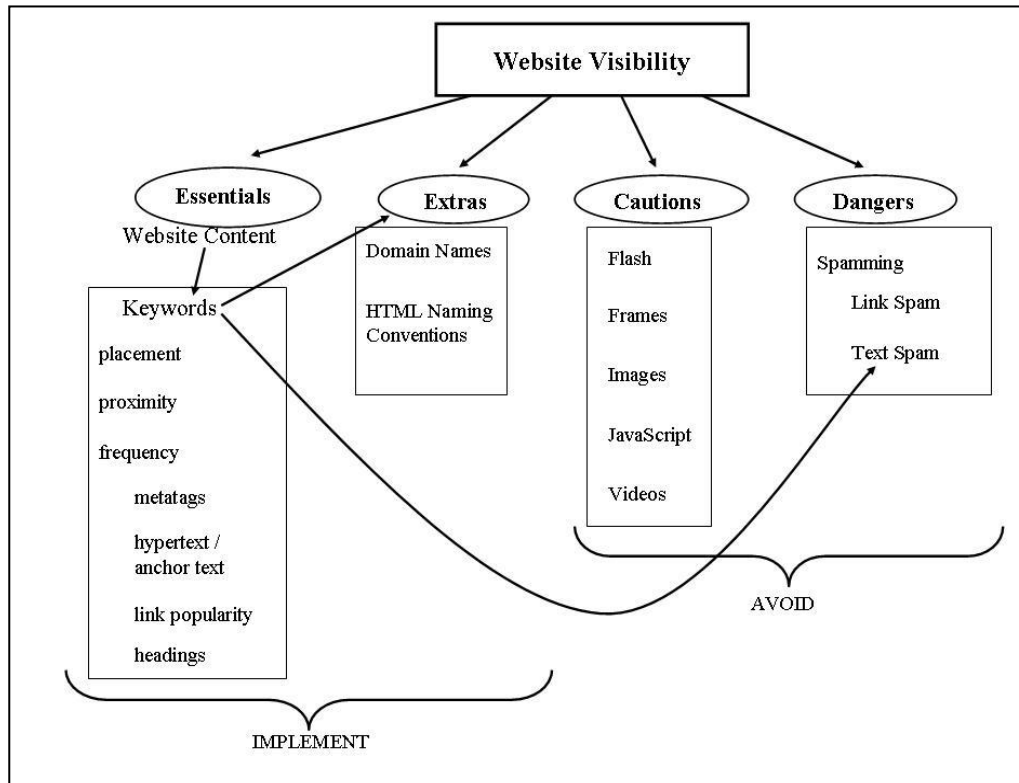 Website Visibility
Essentials
Website Content
Keywords
placement
proximity
frequency
metatags
hypertext /
anchor text
link popularity
headings
Extras
Domain Names
HTML Naming
Conventions
Cautions
Flash
Frames
Images
JavaScript
Videos
Dangers
Spamming
Link Spam
Text Spam
IMPLEMENT
AVOID